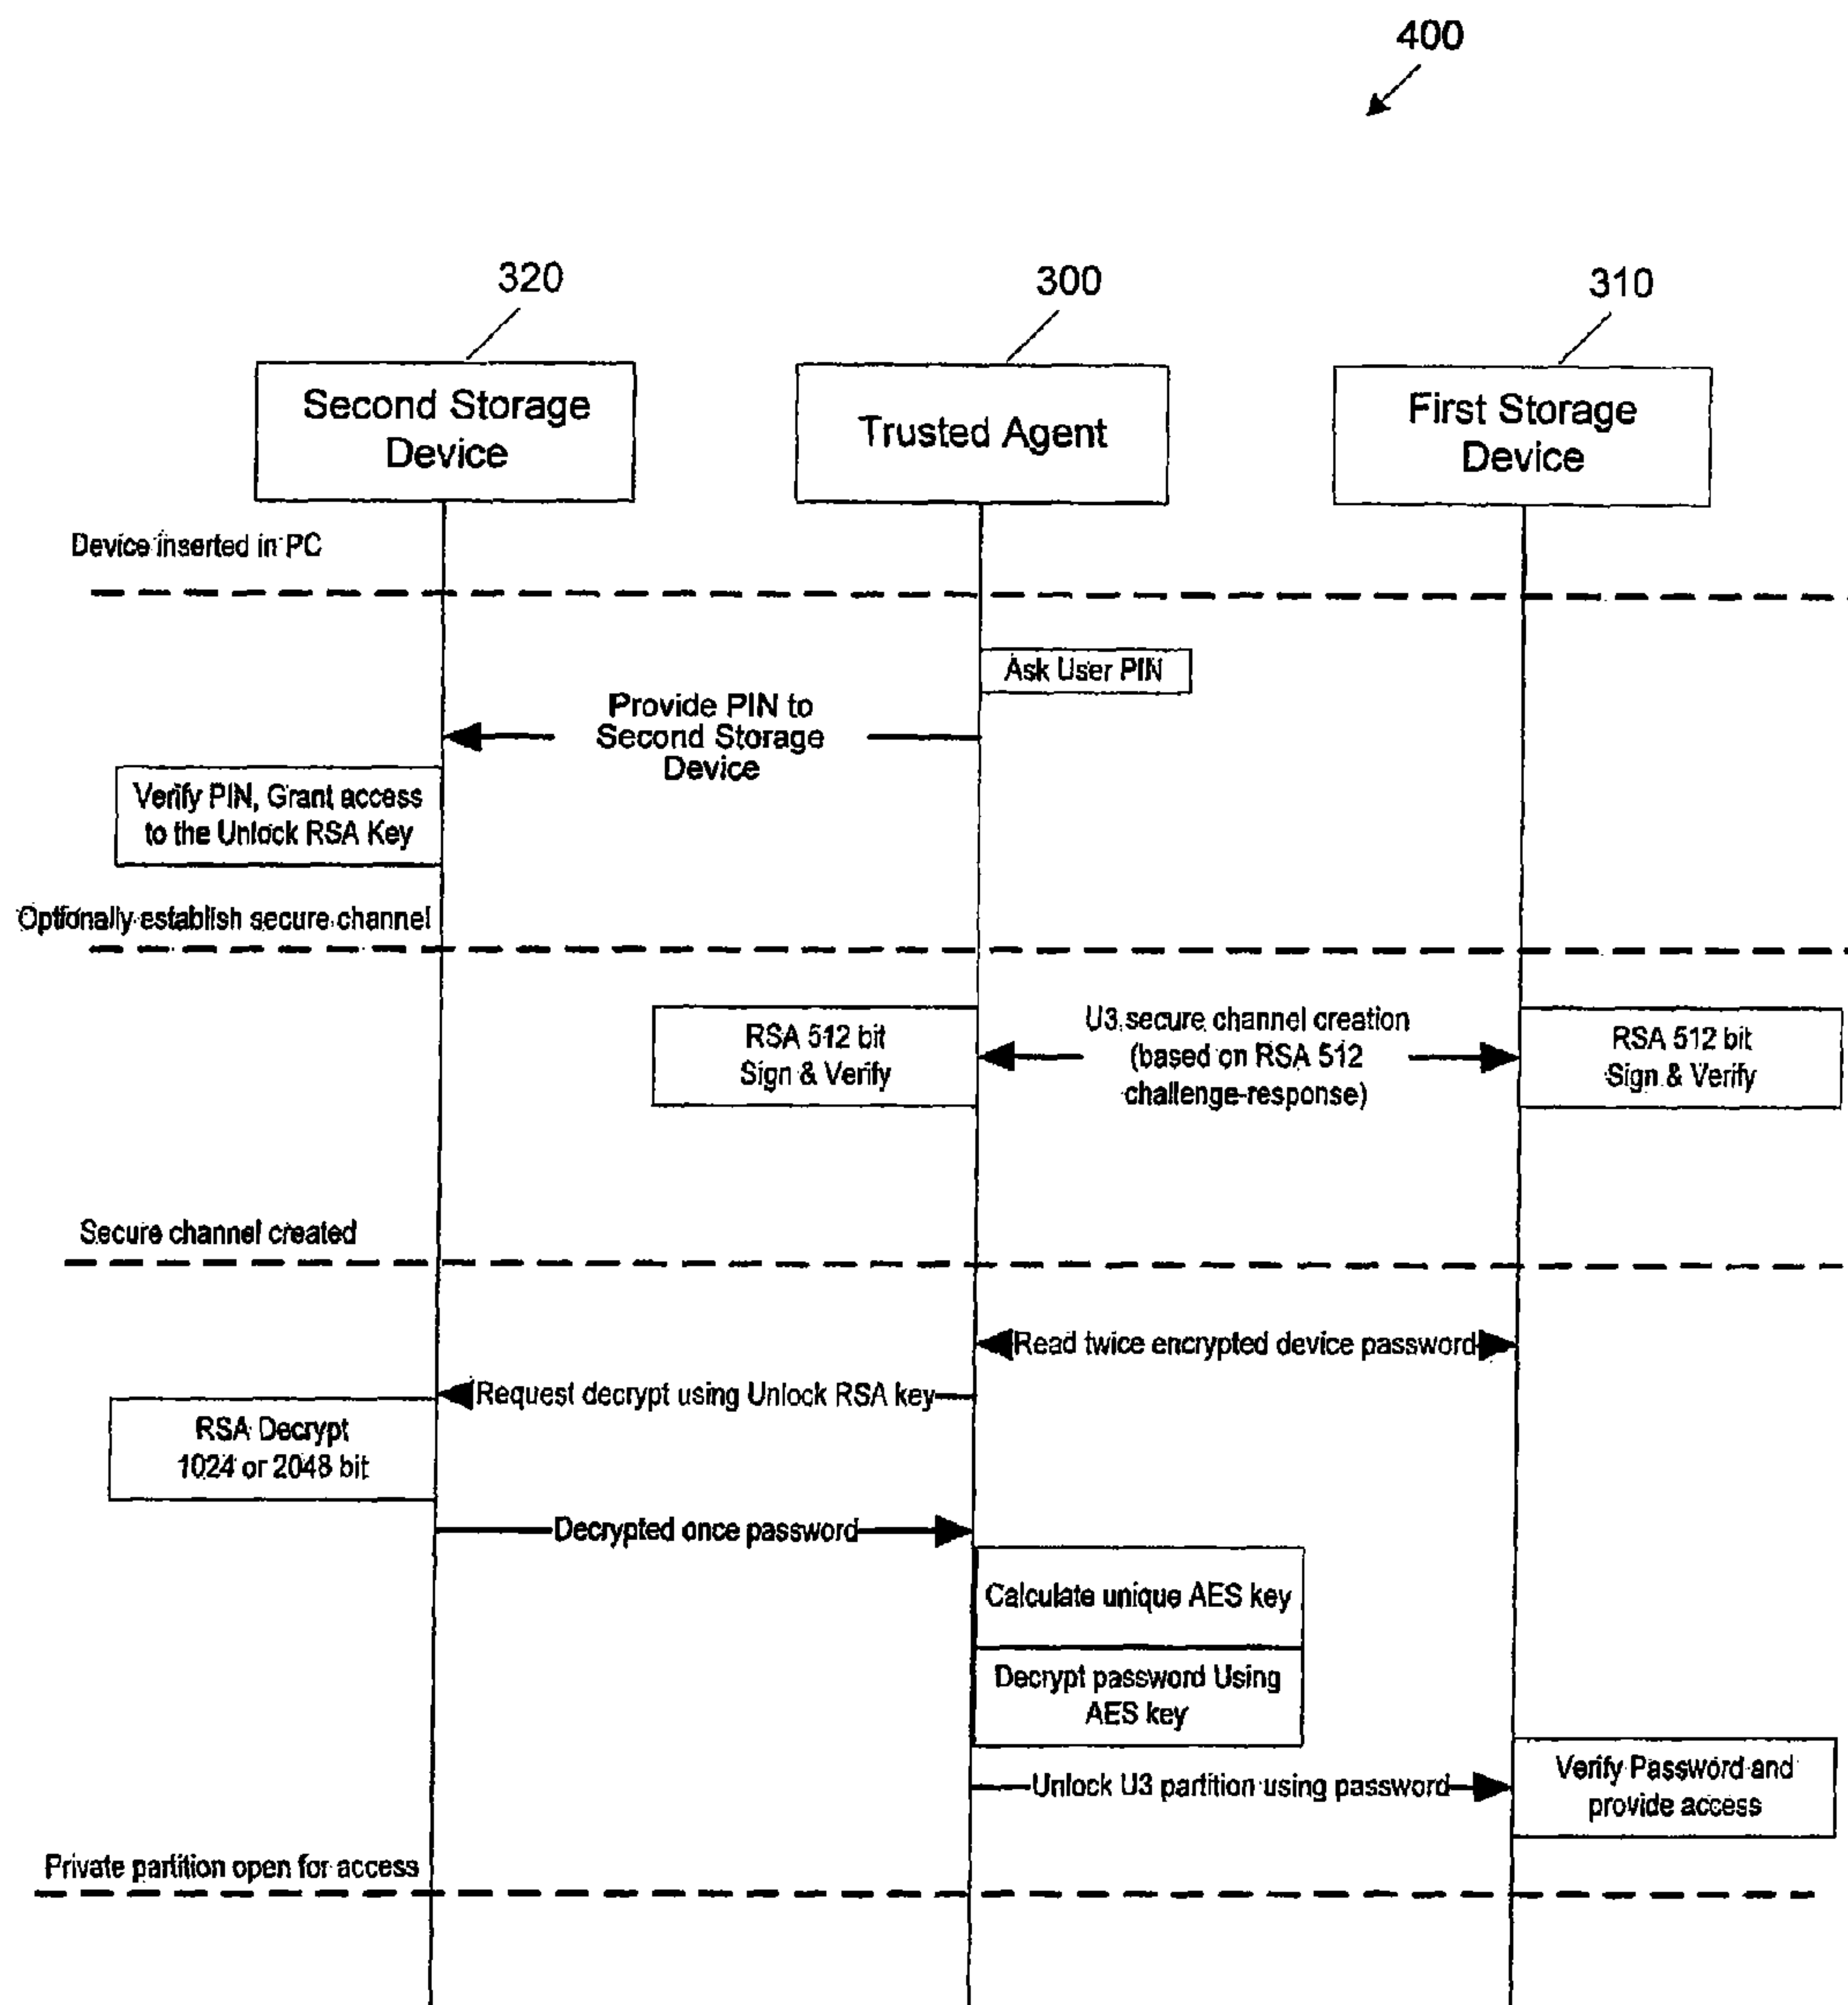 400
320
300
310
Second Storage
Device
Trusted Agent
First Storage
Device
Device inserted in PC
Ask User PIN
Provide PIN to
Second Storage
Device
Verify PIN, Grant access
to the Unlock RSA Key
Optionally establish secure channel
RSA 512 bit
Sign & Verify
U3 secure channel creation
(based on RSA 512
challenge-response)
RSA 512 bit
Sign & Verify
Secure channel created
Read twice encrypted device password
Request decrypt using Unlock RSA key
RSA Decrypt
1024 or 2048 bit
Decrypted once password
Calculate unique AES key
Decrypt password Using
AES key
Unlock U3 partition using password
Verify Password and
provide access
Private partition open for access